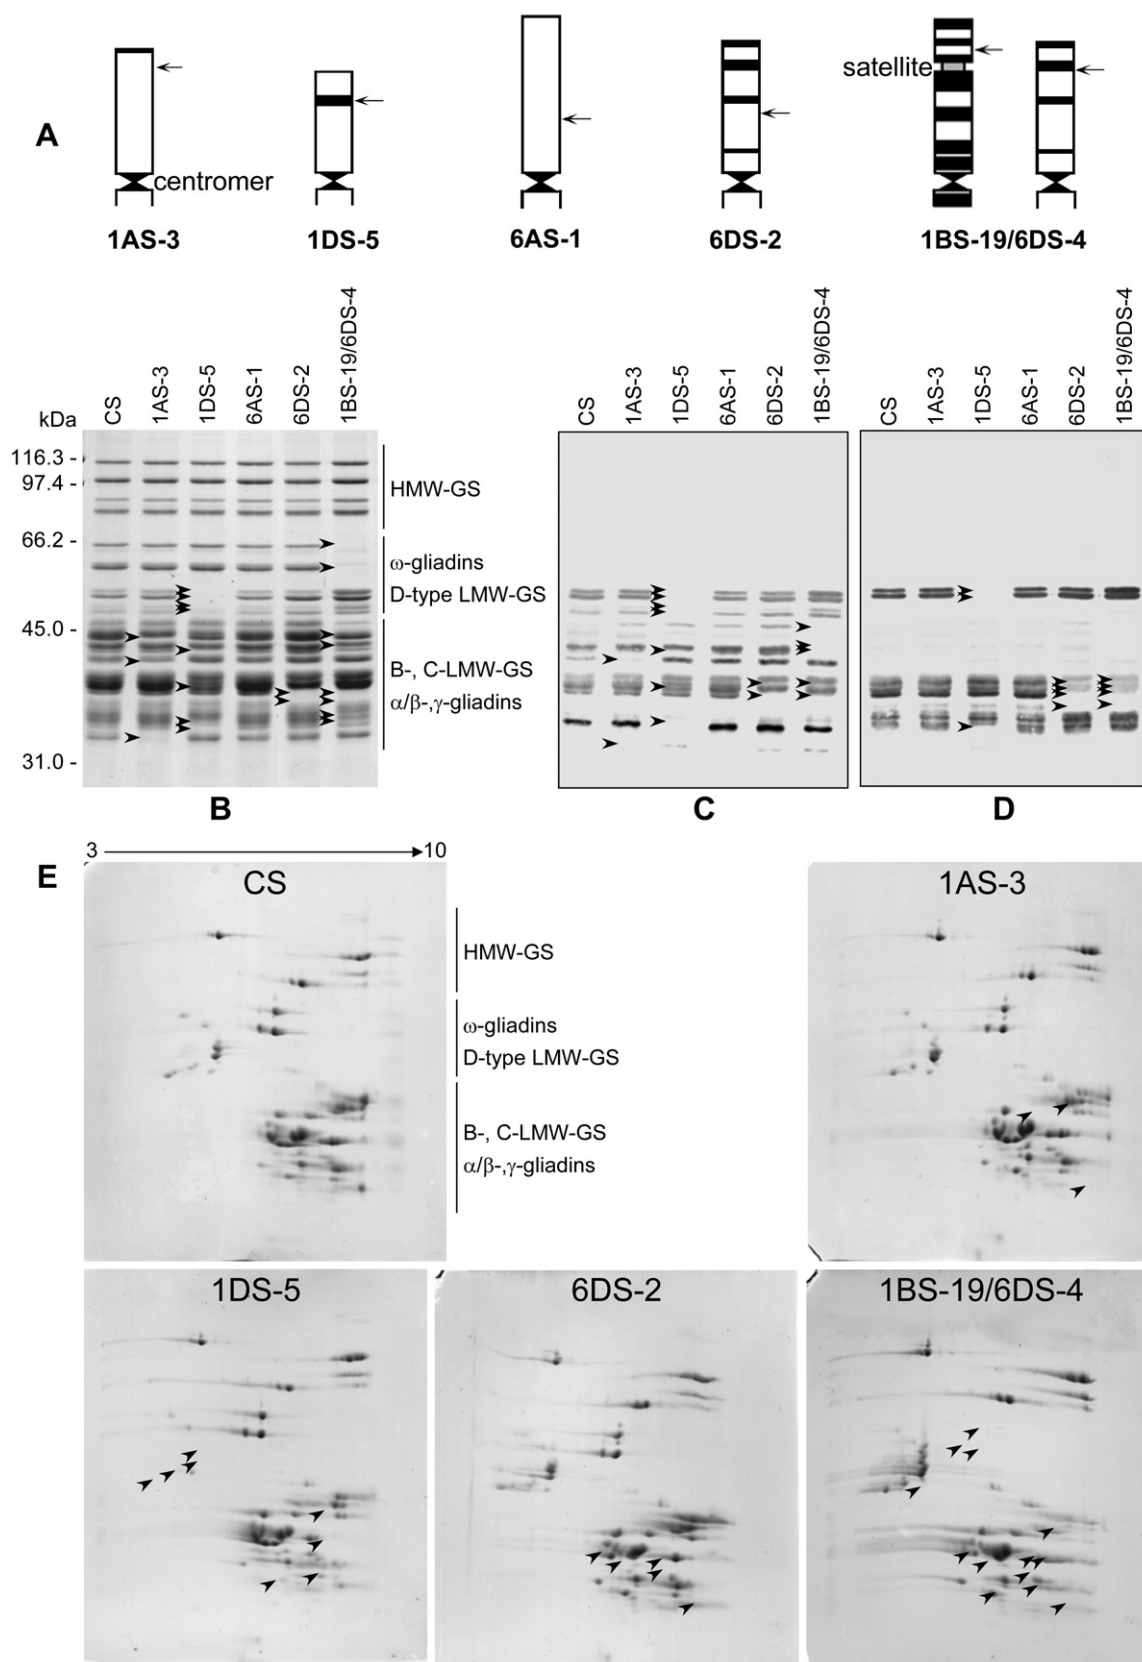 satellite
A
centromer
1AS-3
1DS-5
6AS-1
6DS-2
1BS-19/6DS-4
kDa
CS
1AS-3
1DS-5
6AS-1
6DS-2
1BS-19/6DS-4
116.3 -
97.4 -
66.2 -
45.0 -
31.0 -
HMW-GS
ω-gliadins
D-type LMW-GS
B-, C-LMW-GS
α/β-,γ-gliadins
B
CS
1AS-3
1DS-5
6AS-1
6DS-2
1BS-19/6DS-4
C
CS
1AS-3
1DS-5
6AS-1
6DS-2
1BS-19/6DS-4
D
E
3 10
CS
HMW-GS
ω-gliadins
D-type LMW-GS
B-, C-LMW-GS
α/β-,γ-gliadins
1AS-3
1DS-5
6DS-2
1BS-19/6DS-4